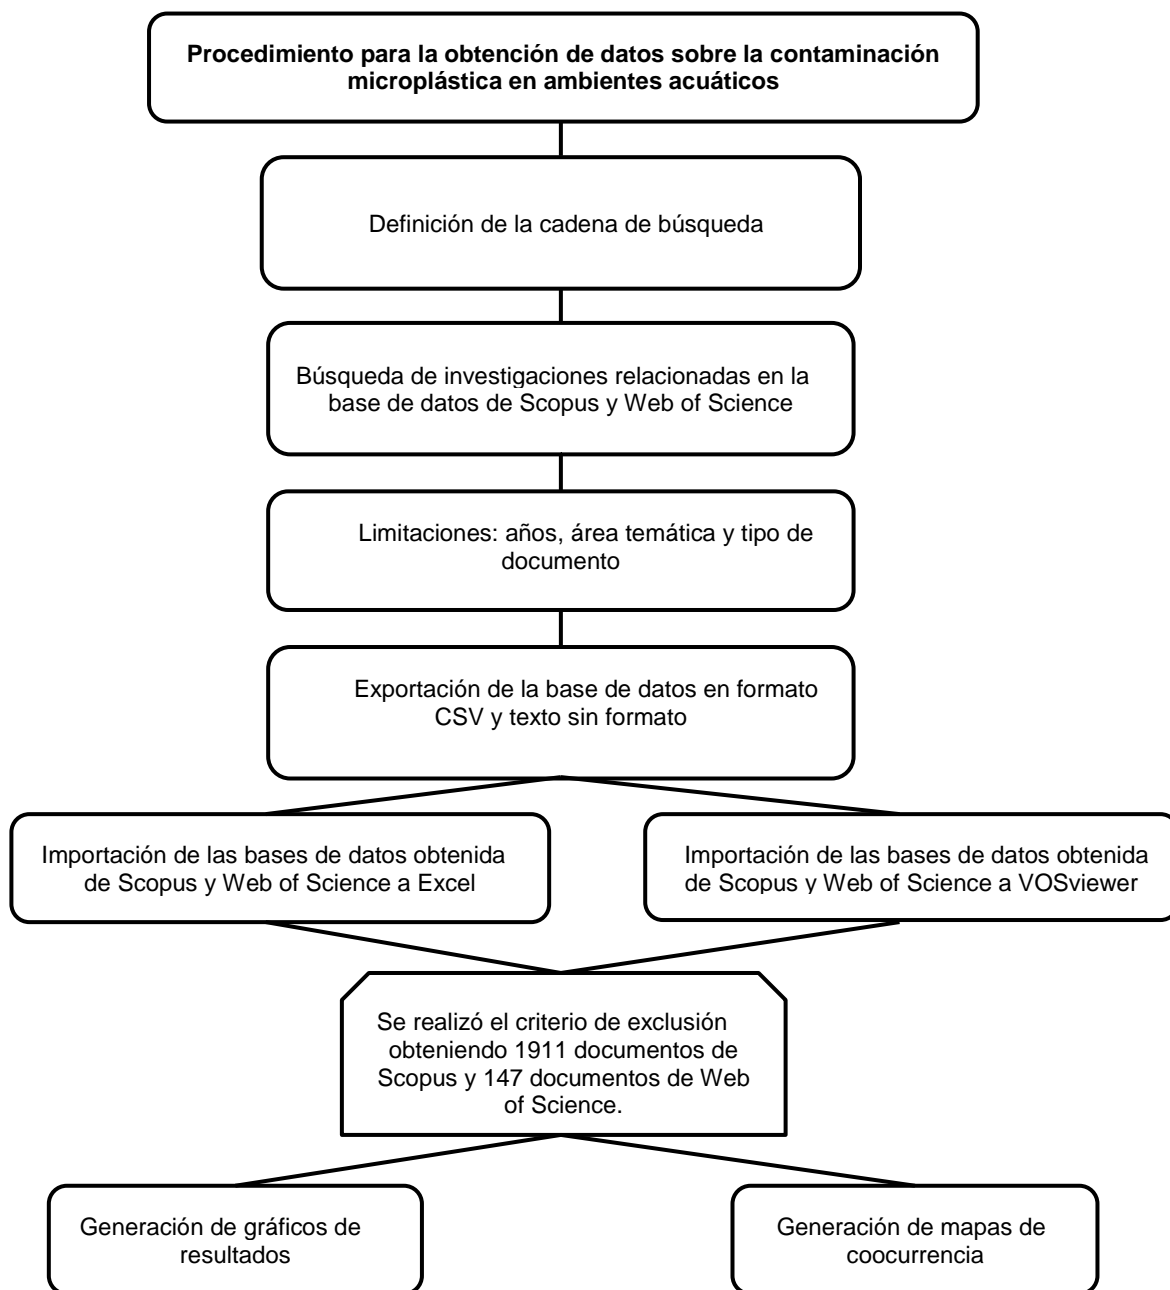 Procedimiento para la obtención de datos sobre la contaminación
microplástica en ambientes acuáticos
Definición de la cadena de búsqueda
Búsqueda de investigaciones relacionadas en la
base de datos de Scopus y Web of Science
Limitaciones: años, área temática y tipo de
documento
Exportación de la base de datos en formato
CSV y texto sin formato
Importación de las bases de datos obtenida
de Scopus y Web of Science a Excel
Importación de las bases de datos obtenida
de Scopus y Web of Science a VOSviewer
Se realizó el criterio de exclusión
obteniendo 1911 documentos de
Scopus y 147 documentos de Web
of Science.
Generación de gráficos de
resultados
Generación de mapas de
coocurrencia